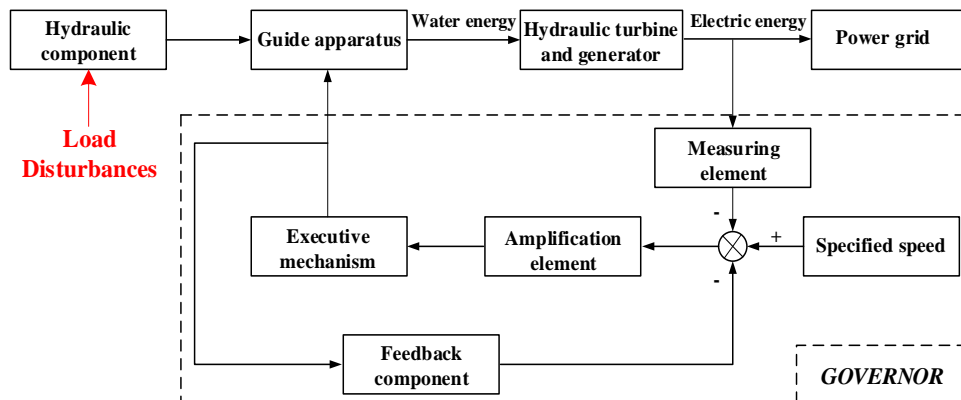 Hydraulic
component
Guide apparatus
Water energy
Hydraulic turbine
and generator
Electric energy
Power grid
Load
Disturbances
Measuring
element
-
Executive
mechanism
Amplification
element
+
Specified speed
-
Feedback
component
GOVERNOR